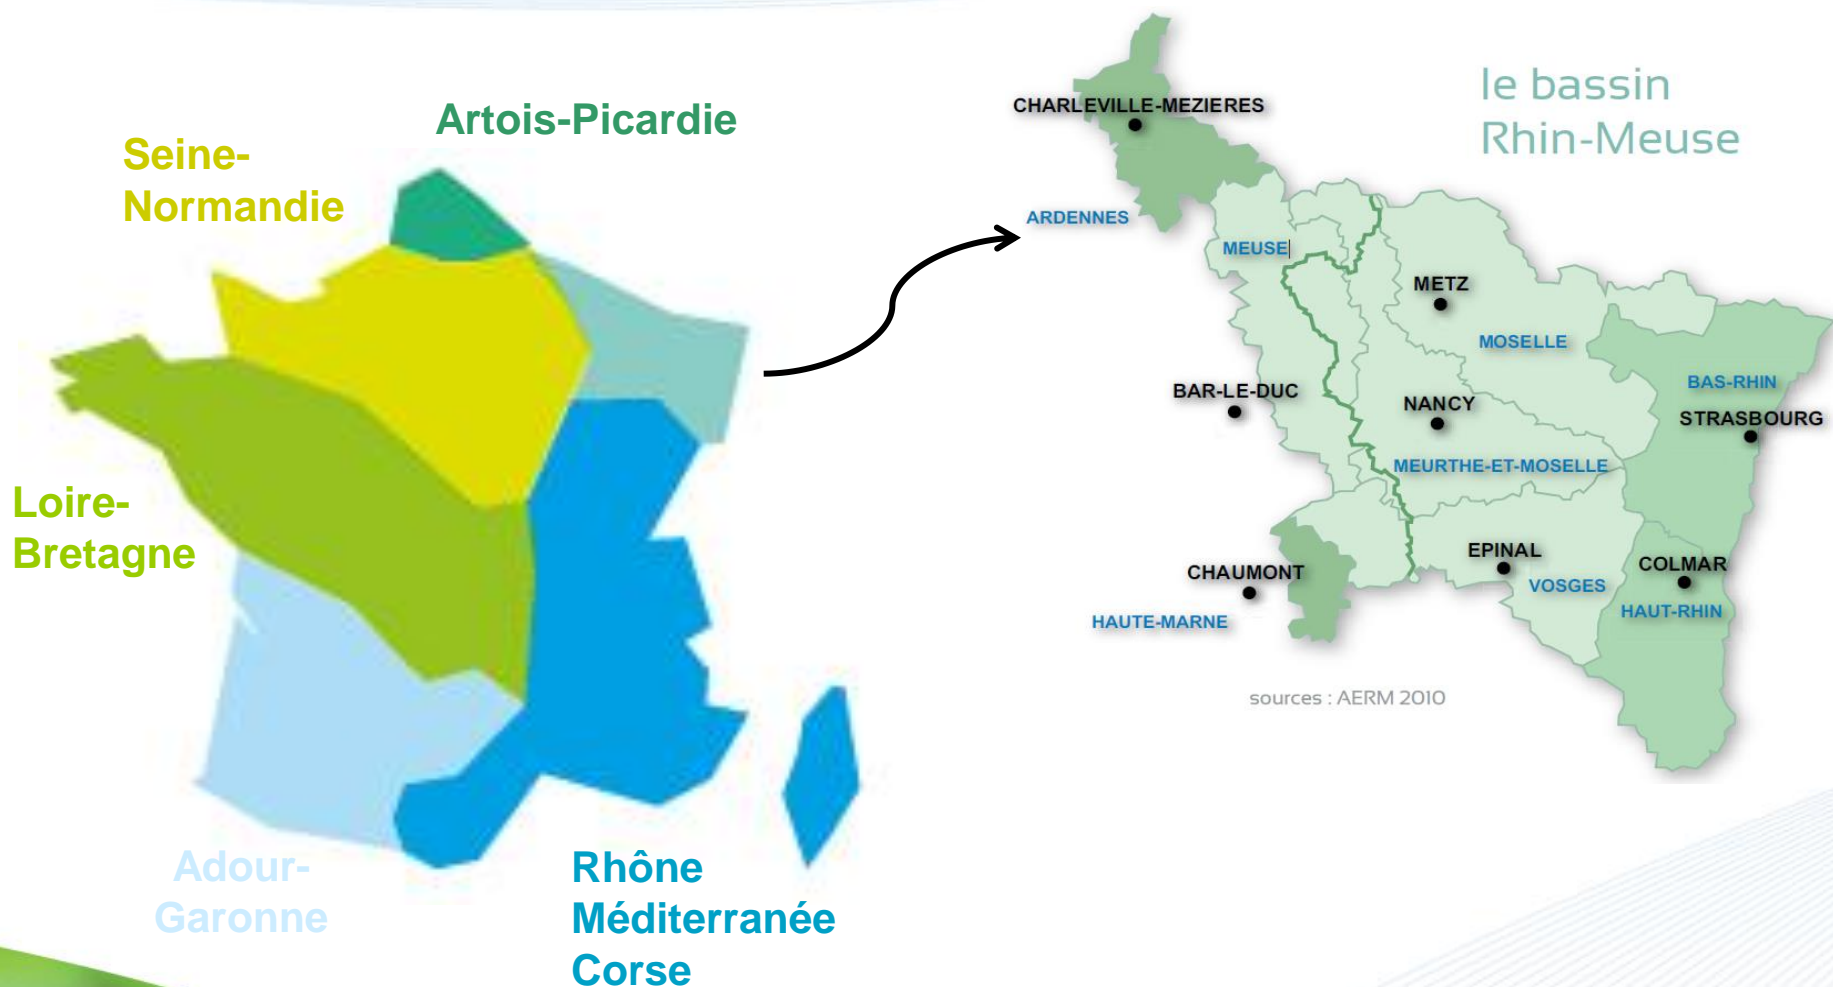 Artois-Picardie
Seine-
Normandie
Loire-
Bretagne
Adour-
Garonne
Rhône
Méditerranée
Corse
le bassin
Rhin-Meuse
CHARLEVILLE-MEZIERES
ARDENNES
MEUSE
METZ
MOSELLE
BAR-LE-DUC
NANCY
BAS-RHIN
STRASBOURG
MEURTHE-ET-MOSELLE
CHAUMONT
EPINAL
VOSGES
COLMAR
HAUT-RHIN
HAUTE-MARNE
sources : AERM 2010